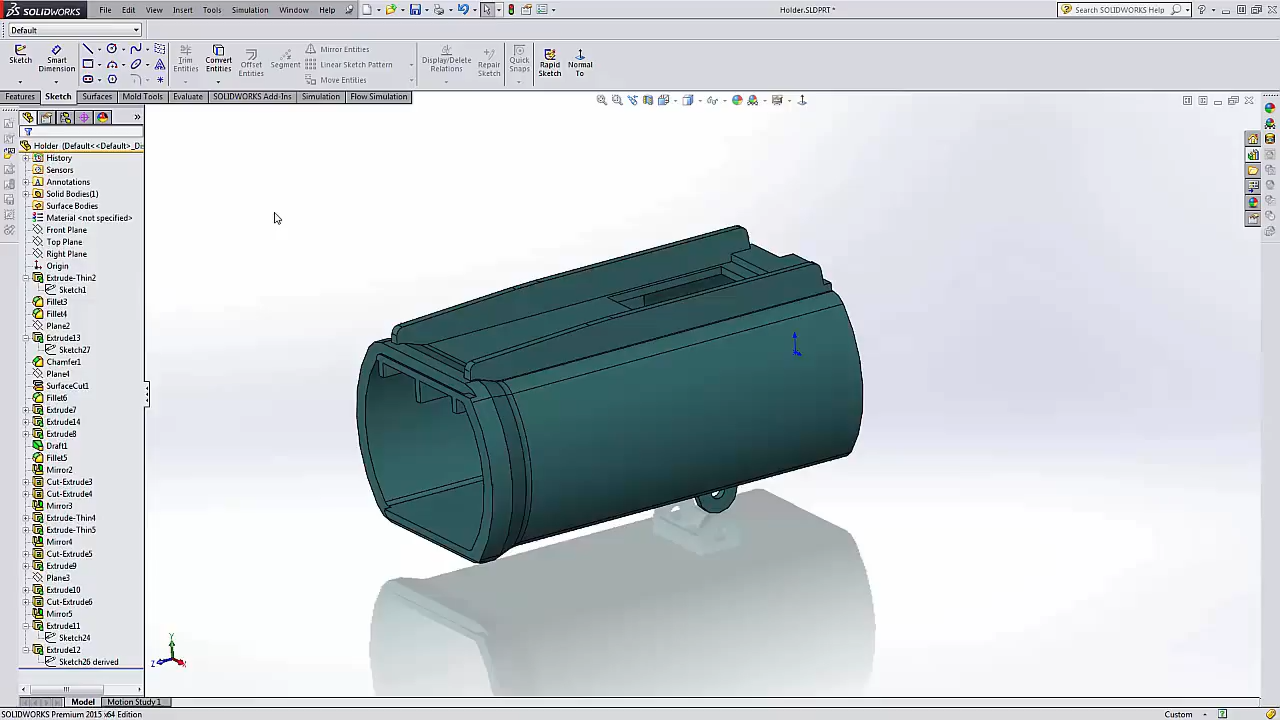 SOLIDWORKS File Edit View Insert Tools Simulation Window Help Holder.SLDPRT * Search SOLIDWORKS Help
Default
Sketch Smart Dimension Trim Entities Convert Entities Offset Entities Mirror Entities Segment Linear Sketch Pattern Move Entities Display/Delete Relations Repair Sketch Quick Snaps Rapid Sketch Normal To
Features Sketch Surfaces Mold Tools Evaluate SOLIDWORKS Add-Ins Simulation Flow Simulation
Holder (Default<<Default>_Di
History
Sensors
Annotations
Solid Bodies(1)
Surface Bodies
Material <not specified>
Front Plane
Top Plane
Right Plane
Origin
Extrude-Thin2
Sketch1
Fillet3
Fillet4
Plane2
Extrude13
Sketch27
Chamfer1
Plane4
SurfaceCut1
Fillet6
Extrude7
Extrude14
Extrude8
Draft1
Fillet5
Mirror2
Cut-Extrude3
Cut-Extrude4
Mirror3
Extrude-Thin4
Extrude-Thin5
Mirror4
Cut-Extrude5
Extrude9
Plane3
Extrude10
Cut-Extrude6
Mirror5
Extrude11
Sketch24
Extrude12
Sketch26 derived
Y
Z X
Model Motion Study 1
SOLIDWORKS Premium 2015 x64 Edition Custom